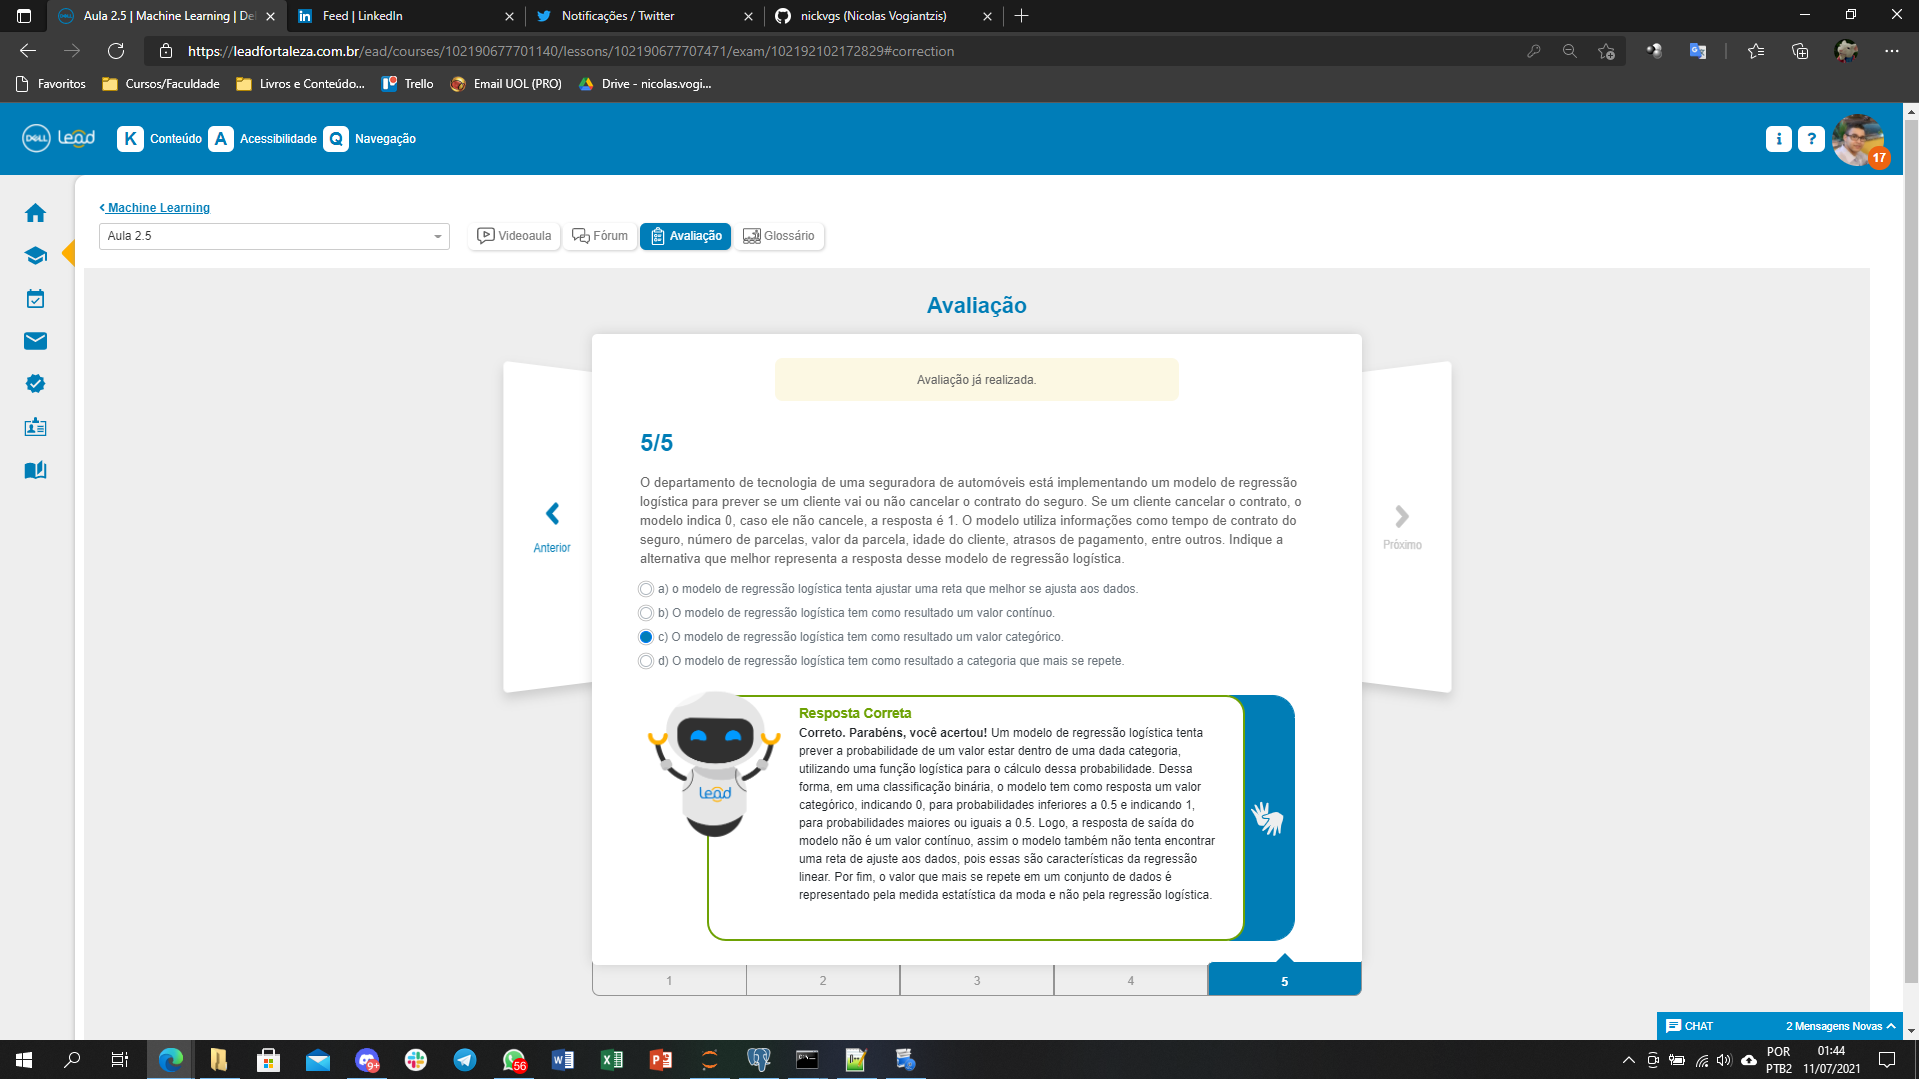 Aula 2.5 | Machine Learning | De
Feed | LinkedIn
Notificações / Twitter
nickvgs (Nicolas Vogiantzis)
https://leadfortaleza.com.br/ead/courses/102190677701140/lessons/102190677707471/exam/102192102172829#correction
Favoritos
Cursos/Faculdade
Livros e Conteúdo...
Trello
Email UOL (PRO)
Drive - nicolas.vogi...
DELL Lead
K Conteúdo A Acessibilidade Q Navegação
i ? 17
Machine Learning
Aula 2.5
Videoaula
Fórum
Avaliação
Glossário
Avaliação
Avaliação já realizada.
5/5
O departamento de tecnologia de uma seguradora de automóveis está implementando um modelo de regressão
logística para prever se um cliente vai ou não cancelar o contrato do seguro. Se um cliente cancelar o contrato, o
modelo indica 0, caso ele não cancele, a resposta é 1. O modelo utiliza informações como tempo de contrato do
seguro, número de parcelas, valor da parcela, idade do cliente, atrasos de pagamento, entre outros. Indique a
alternativa que melhor representa a resposta desse modelo de regressão logística.
Anterior
Próximo
a) o modelo de regressão logística tenta ajustar uma reta que melhor se ajusta aos dados.
b) O modelo de regressão logística tem como resultado um valor contínuo.
c) O modelo de regressão logística tem como resultado um valor categórico.
d) O modelo de regressão logística tem como resultado a categoria que mais se repete.
Lead
Resposta Correta
Correto. Parabéns, você acertou! Um modelo de regressão logística tenta
prever a probabilidade de um valor estar dentro de uma dada categoria,
utilizando uma função logística para o cálculo dessa probabilidade. Dessa
forma, em uma classificação binária, o modelo tem como resposta um valor
categórico, indicando 0, para probabilidades inferiores a 0.5 e indicando 1,
para probabilidades maiores ou iguais a 0.5. Logo, a resposta de saída do
modelo não é um valor contínuo, assim o modelo também não tenta encontrar
uma reta de ajuste aos dados, pois essas são características da regressão
linear. Por fim, o valor que mais se repete em um conjunto de dados é
representado pela medida estatística da moda e não pela regressão logística.
1 2 3 4 5
CHAT 2 Mensagens Novas
9+
56
POR
PTB2
01:44
11/07/2021